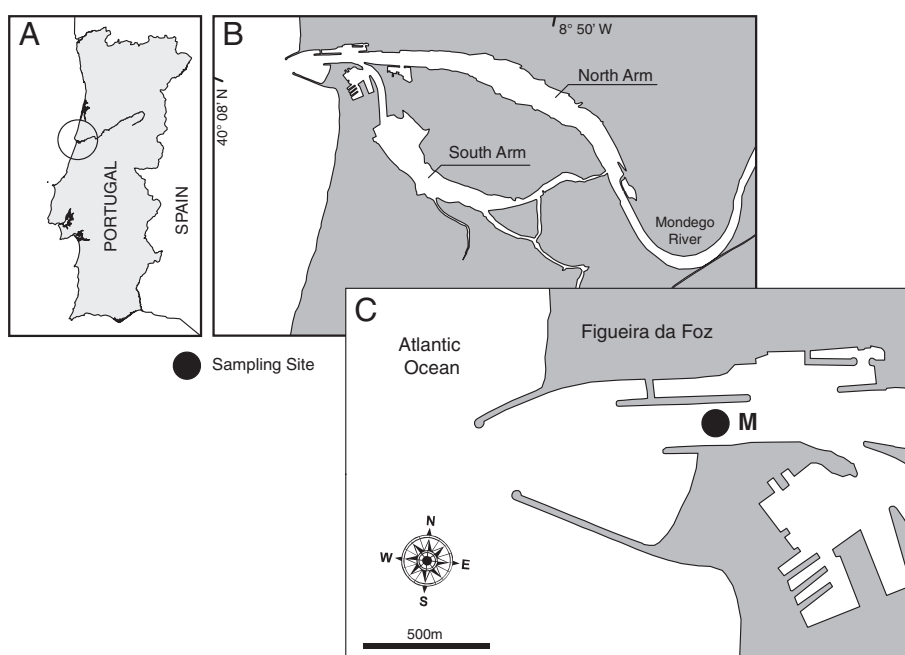 A
PORTUGAL
SPAIN
B
8° 50’ W
40° 08’ N
North Arm
South Arm
Mondego
River
Sampling Site
C
Figueira da Foz
Atlantic
Ocean
M
N
W
E
S
500m